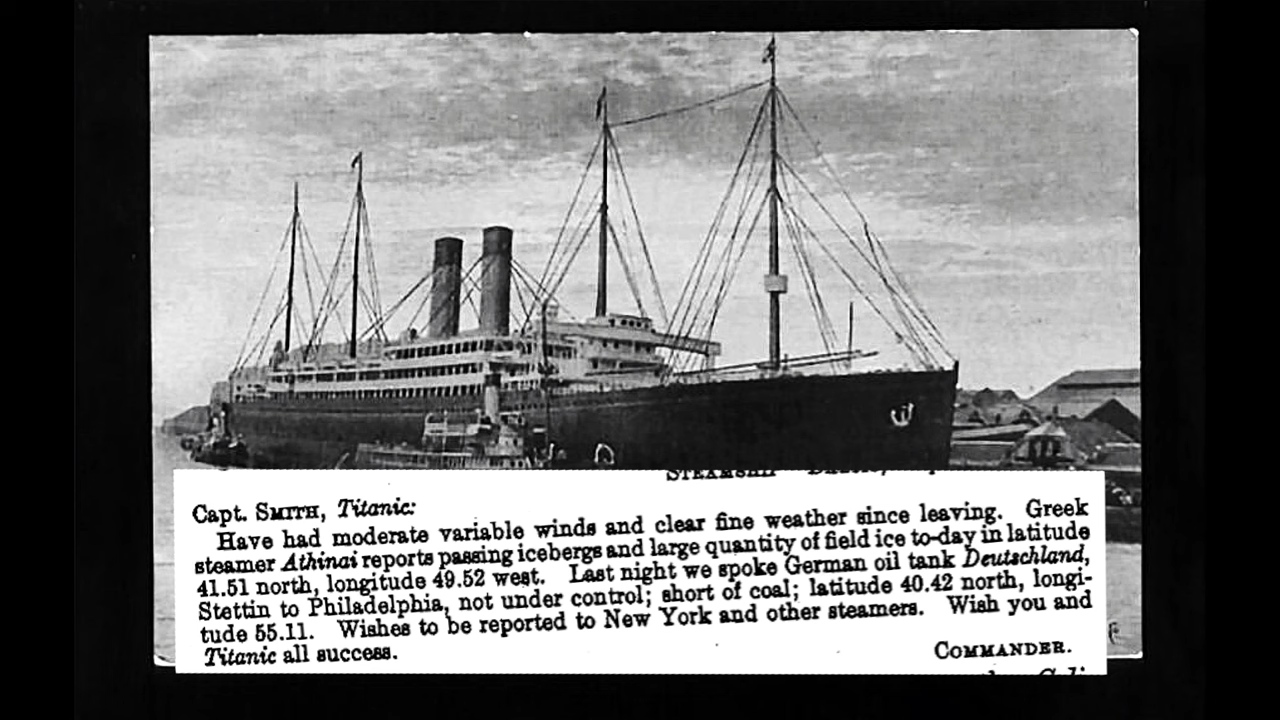 STEAMSHIP
Capt. SMITH, Titanic:
Have had moderate variable winds and clear fine weather since leaving. Greek
steamer Athinai reports passing icebergs and large quantity of field ice to-day in latitude
41.51 north, longitude 49.52 west. Last night we spoke German oil tank Deutschland,
Stettin to Philadelphia, not under control; short of coal; latitude 40.42 north, longi-
tude 55.11. Wishes to be reported to New York and other steamers. Wish you and
Titanic all success.
COMMANDER.